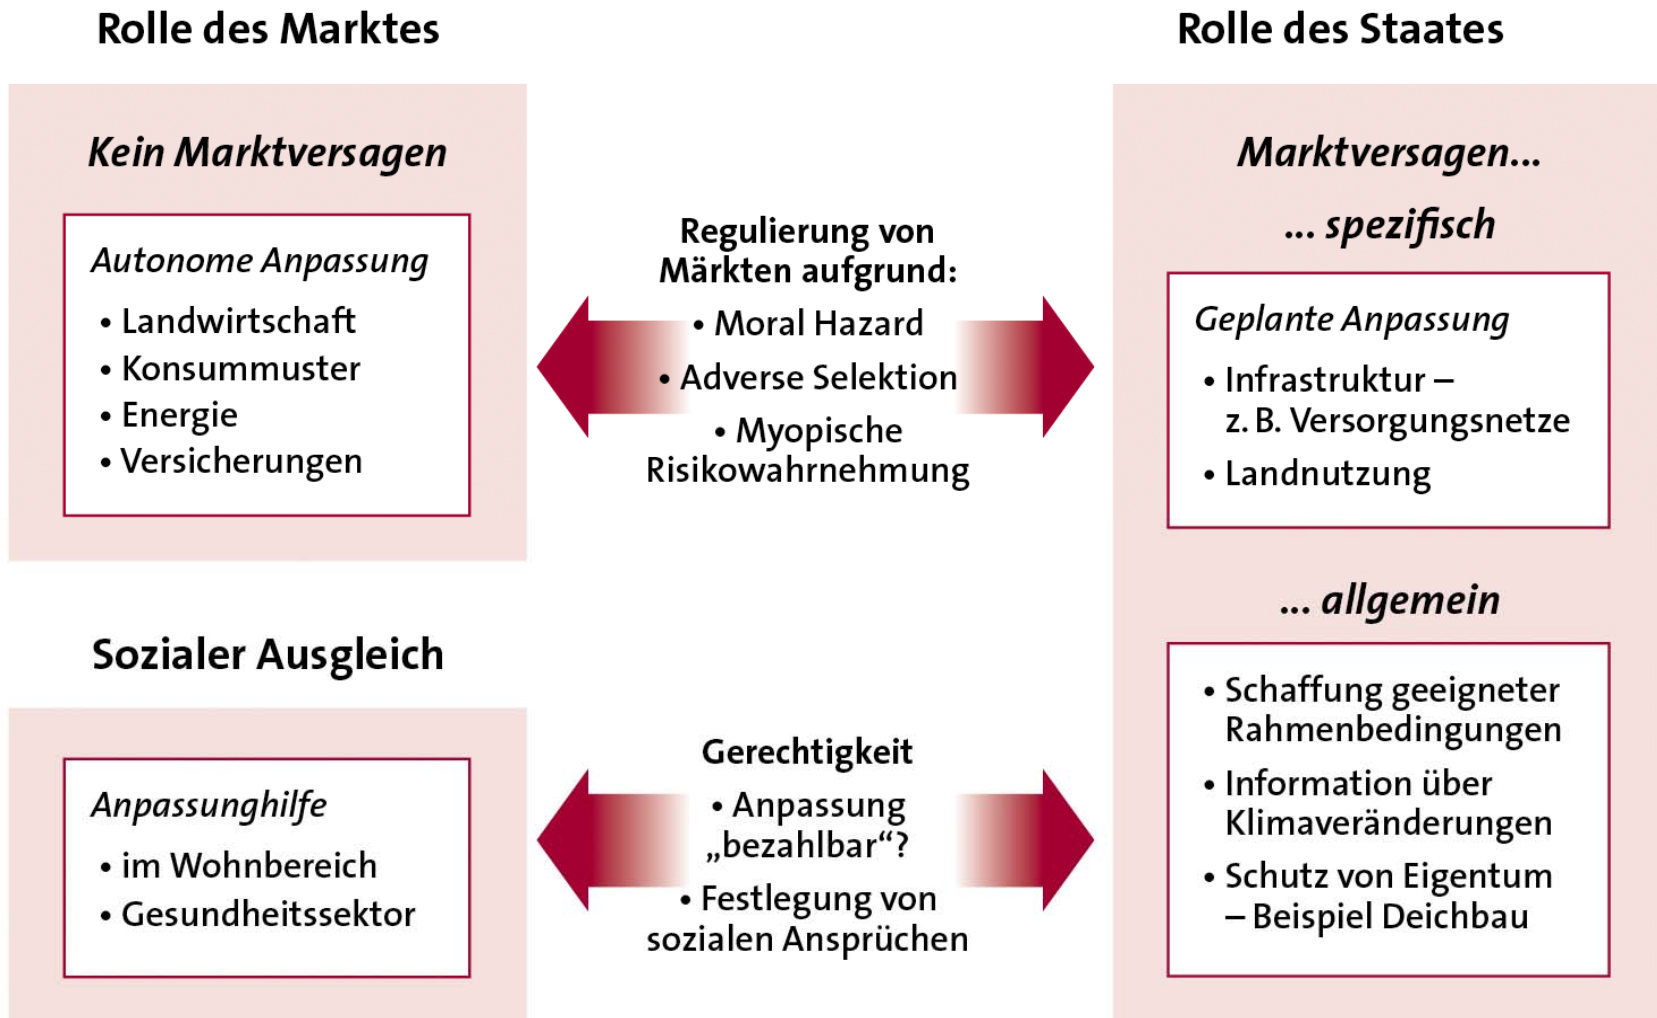 Rolle des Marktes
Kein Marktversagen
Autonome Anpassung
• Landwirtschaft
• Konsummuster
• Energie
• Versicherungen
Regulierung von
Märkten aufgrund:
• Moral Hazard
• Adverse Selektion
• Myopische
Risikowahrnehmung
Rolle des Staates
Marktversagen...
... spezifisch
Geplante Anpassung
• Infrastruktur –
z. B. Versorgungsnetze
• Landnutzung
... allgemein
• Schaffung geeigneter
Rahmenbedingungen
• Information über
Klimaveränderungen
• Schutz von Eigentum
– Beispiel Deichbau
Sozialer Ausgleich
Anpassunghilfe
• im Wohnbereich
• Gesundheitssektor
Gerechtigkeit
• Anpassung
„bezahlbar“?
• Festlegung von
sozialen Ansprüchen